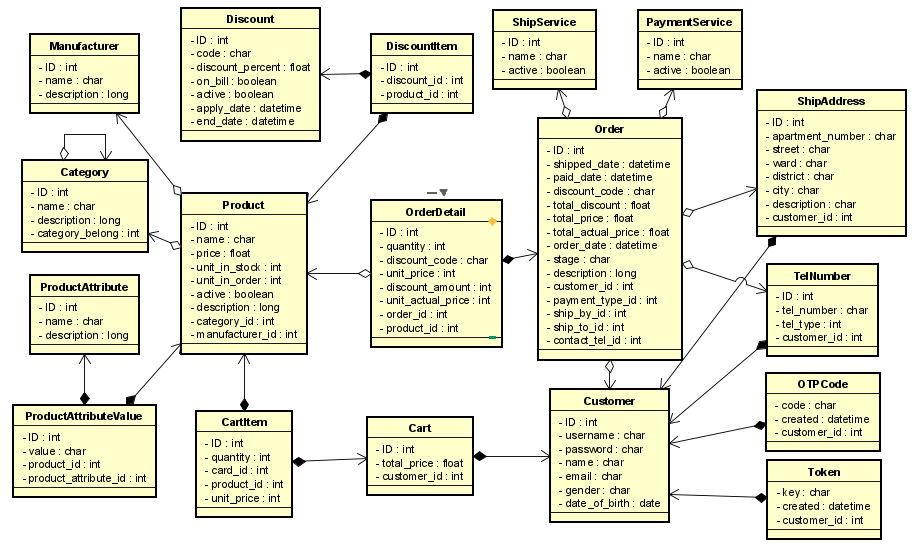 Manufacturer
- ID : int
- name : char
- description : long
Discount
- ID : int
- code : char
- discount_percent : float
- on_bill : boolean
- active : boolean
- apply_date : datetime
- end_date : datetime
DiscountItem
- ID : int
- discount_id : int
- product_id : int
ShipService
- ID : int
- name : char
- active : boolean
PaymentService
- ID : int
- name : char
- active : boolean
Category
- ID : int
- name : char
- description : long
- category_belong : int
Product
- ID : int
- name : char
- price : float
- unit_in_stock : int
- unit_in_order : int
- active : boolean
- description : long
- category_id : int
- manufacturer_id : int
OrderDetail
- ID : int
- quantity : int
- discount_code : char
- unit_price : int
- discount_amount : int
- unit_actual_price : int
- order_id : int
- product_id : int
Order
- ID : int
- shipped_date : datetime
- paid_date : datetime
- discount_code : char
- total_discount : float
- total_price : float
- total_actual_price : float
- order_date : datetime
- stage : char
- description : long
- customer_id : int
- payment_type_id : int
- ship_by_id : int
- ship_to_id : int
- contact_tel_id : int
ShipAddress
- ID : int
- apartment_number : char
- street : char
- ward : char
- district : char
- city : char
- description : char
- customer_id : int
ProductAttribute
- ID : int
- name : char
- description : long
TelNumber
- ID : int
- tel_number : char
- tel_type : int
- customer_id : int
ProductAttributeValue
- ID : int
- value : char
- product_id : int
- product_attribute_id : int
CartItem
- ID : int
- quantity : int
- card_id : int
- product_id : int
- unit_price : int
Cart
- ID : int
- total_price : float
- customer_id : int
Customer
- ID : int
- username : char
- password : char
- name : char
- email : char
- gender : char
- date_of_birth : date
OTPCode
- code : char
- created : datetime
- customer_id : int
Token
- key : char
- created : datetime
- customer_id : int